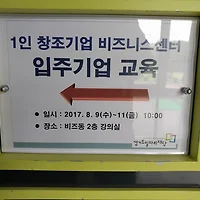 1인 창조기업 비즈니스센터
입주기업 교육
• 일시 : 2017. 8. 9(수)~11(금) 10:00
• 장소 : 비즈동 2층 강의실